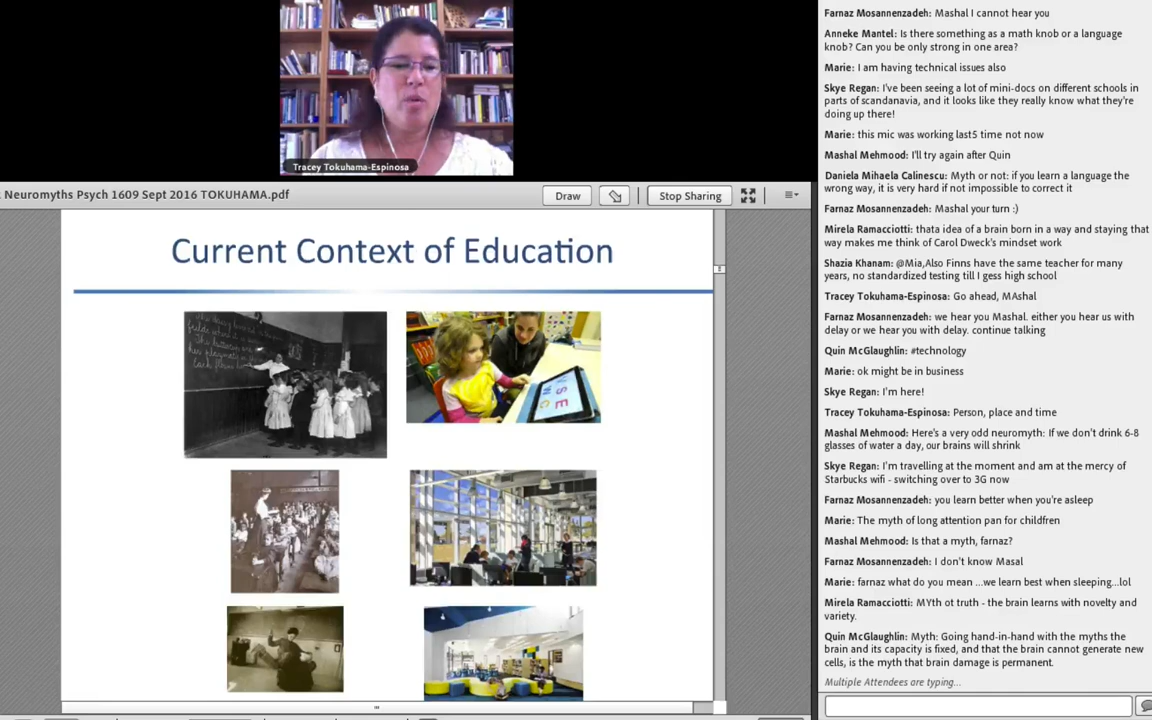 Tracey Tokuhama-Espinosa
Neuromyths Psych 1609 Sept 2016 TOKUHAMA.pdf
Draw
Stop Sharing
Current Context of Education
Farnaz Mosannenzadeh: Mashal I cannot hear you
Anneke Mantel: Is there something as a math knob or a language
knob? Can you be only strong in one area?
Marie: I am having technical issues also
Skye Regan: I've been seeing a lot of mini-docs on different schools in
parts of scandanavia, and it looks like they really know what they're
doing up there!
Marie: this mic was working last5 time not now
Mashal Mehmood: I'll try again after Quin
Daniela Mihaela Calinescu: Myth or not: if you learn a language the
wrong way, it is very hard if not impossible to correct it
Farnaz Mosannenzadeh: Mashal your turn :)
Mirela Ramacciotti: thata idea of a brain born in a way and staying that
way makes me think of Carol Dweck's mindset work
Shazia Khanam: @Mia,Also Finns have the same teacher for many
years, no standardized testing till I gess high school
Tracey Tokuhama-Espinosa: Go ahead, MAshal
Farnaz Mosannenzadeh: we hear you Mashal. either you hear us with
delay or we hear you with delay. continue talking
Quin McGlaughlin: #technology
Marie: ok might be in business
Skye Regan: I'm here!
Tracey Tokuhama-Espinosa: Person, place and time
Mashal Mehmood: Here's a very odd neuromyth: If we don't drink 6-8
glasses of water a day, our brains will shrink
Skye Regan: I'm travelling at the moment and am at the mercy of
Starbucks wifi - switching over to 3G now
Farnaz Mosannenzadeh: you learn better when you're asleep
Marie: The myth of long attention pan for childfren
Mashal Mehmood: Is that a myth, farnaz?
Farnaz Mosannenzadeh: I don't know Masal
Marie: farnaz what do you mean ...we learn best when sleeping...lol
Mirela Ramacciotti: MYth ot truth - the brain learns with novelty and
variety.
Quin McGlaughlin: Myth: Going hand-in-hand with the myths the
brain and its capacity is fixed, and that the brain cannot generate new
cells, is the myth that brain damage is permanent.
Multiple Attendees are typing...